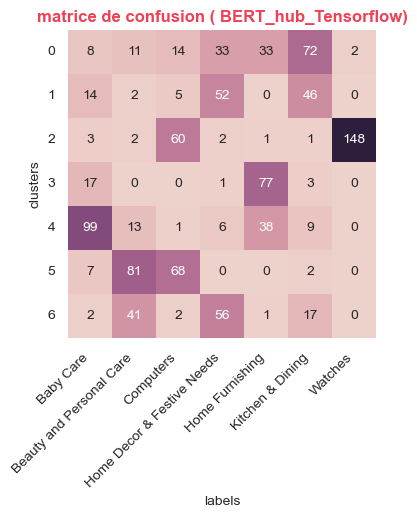 matrice de confusion ( BERT_hub_Tensorflow)
0 8 11 14 33 33 72 2
1 14 2 5 52 0 46 0
2 3 2 60 2 1 1 148
3 17 0 0 1 77 3 0
4 99 13 1 6 38 9 0
5 7 81 68 0 0 2 0
6 2 41 2 56 1 17 0
clusters
Baby Care
Beauty and Personal Care
Computers
Home Decor & Festive Needs
Home Furnishing
Kitchen & Dining
Watches
labels